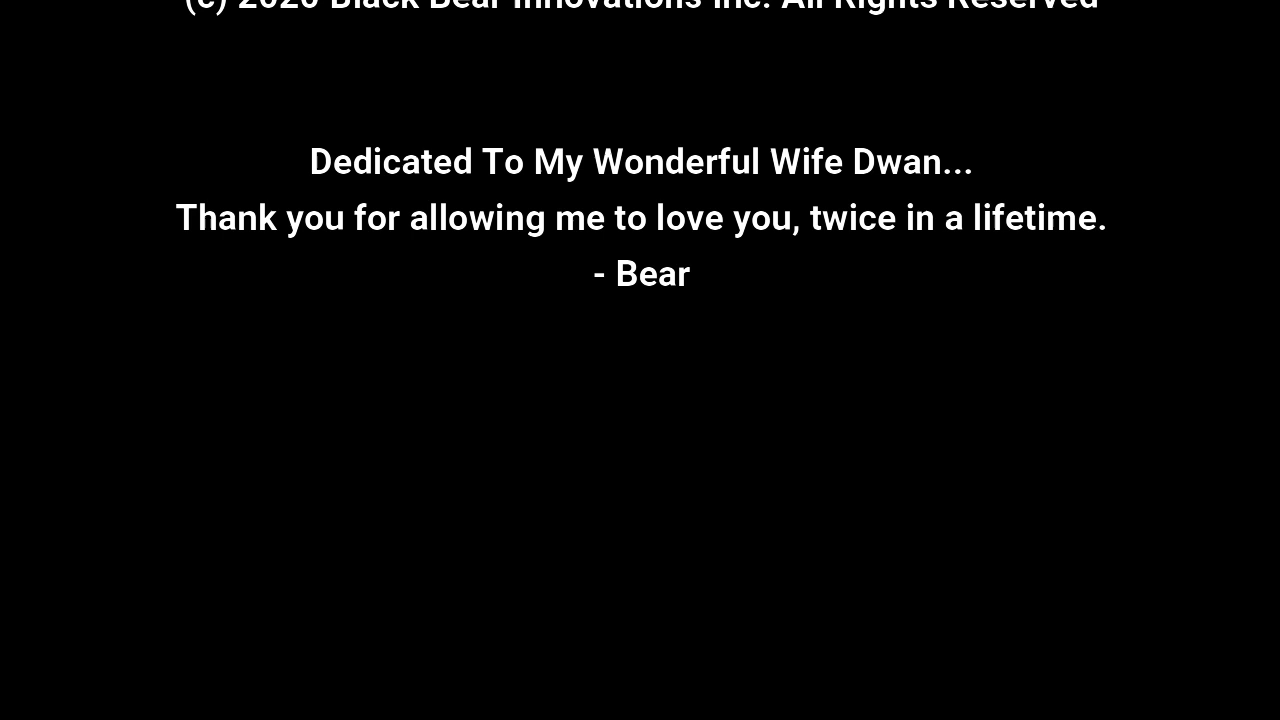 (c) 2020 Black Bear Innovations Inc. All Rights Reserved
Dedicated To My Wonderful Wife Dwan...
Thank you for allowing me to love you, twice in a lifetime.
- Bear